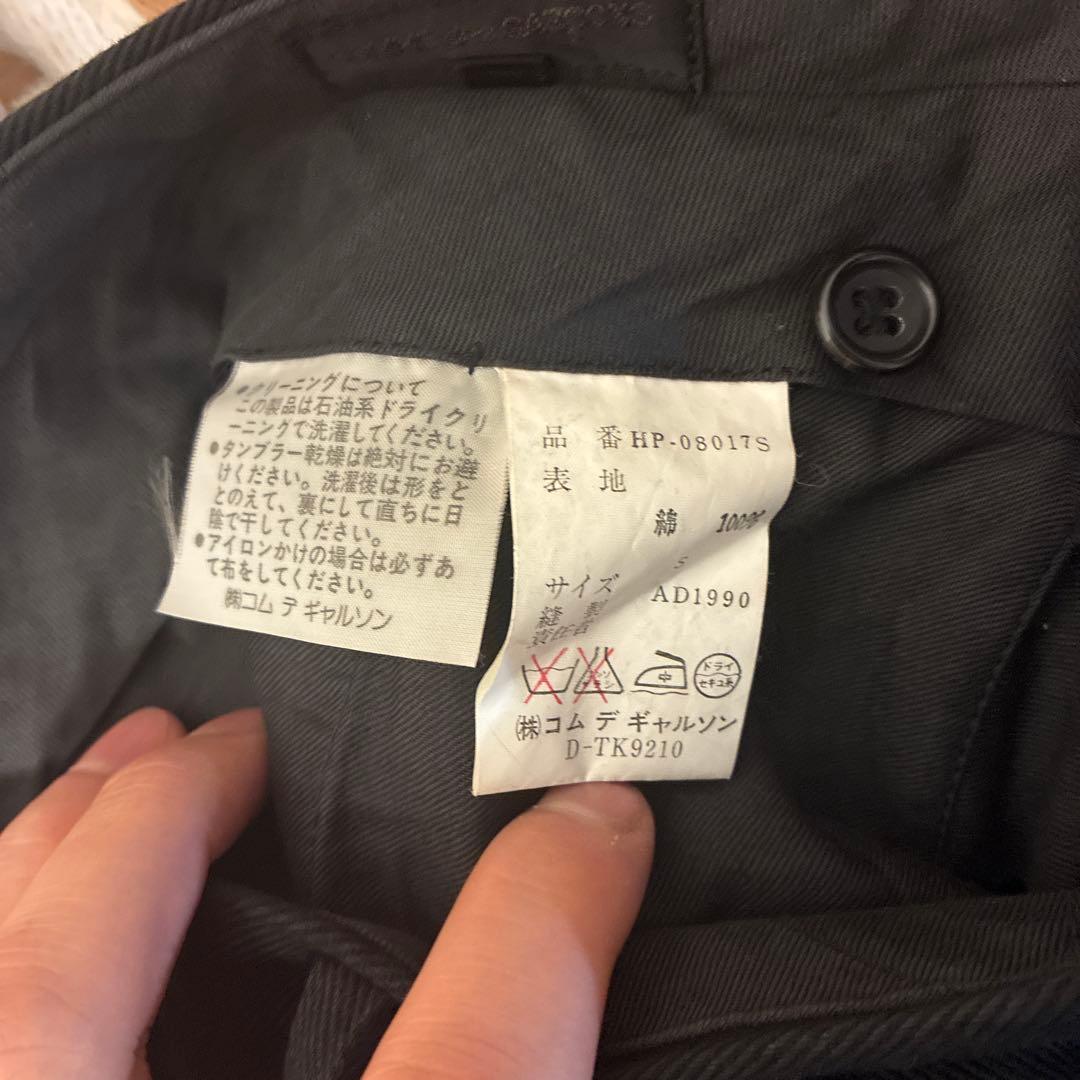 ●クリーニングについて
この製品は石油系ドライクリ
ーニングで洗濯してください。
●タンブラー乾燥は絶対にお避
けください。洗濯後は形をと
とのえて、裏にして直ちに日
陰で干してください。
●アイロンかけの場合は必ずあ
て布をしてください。
㈱コム デ ギャルソン
品 番 HP-08017S
表 地
綿 100%
S
サイズ
AD1990
縫 製
責任者
中
ドライ
セキユ系
(株)コム デ ギャルソン
D-TK9210